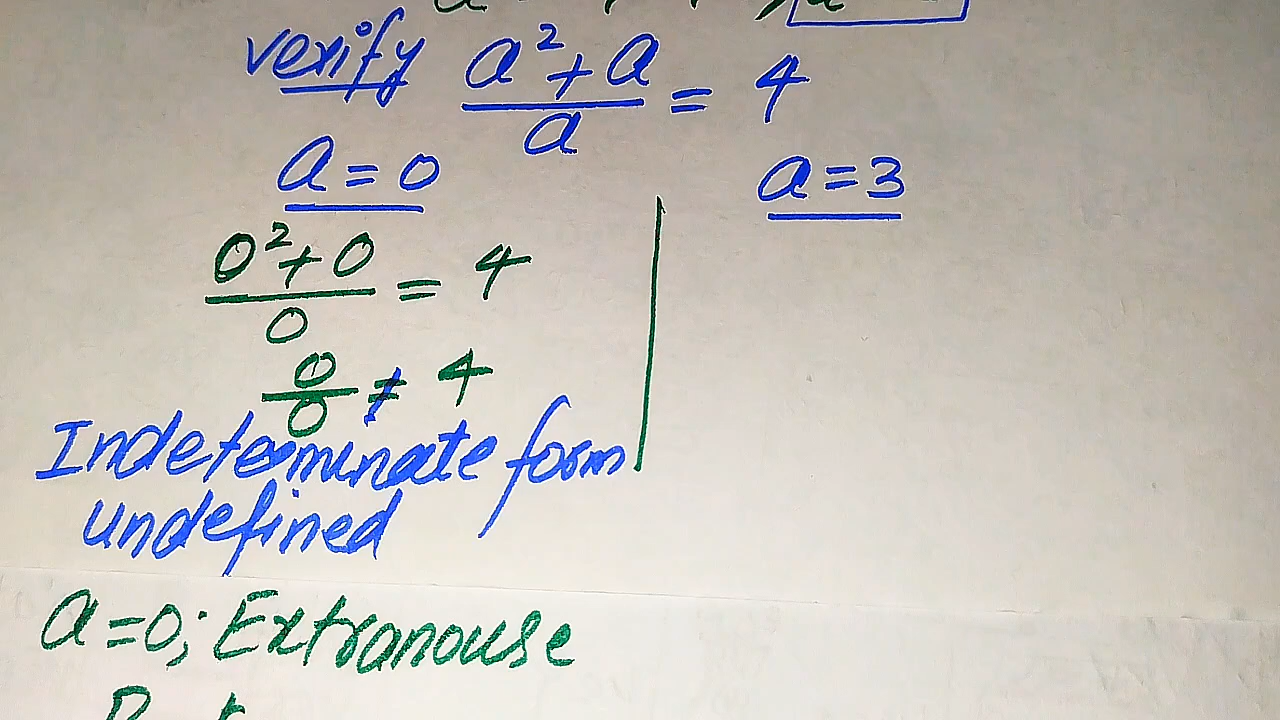 verify a²+a/a = 4
a=0
0²+0/0 = 4
0/0 ≠ 4
Indeterminate form
undefined
a=0; Extranouse
a=3